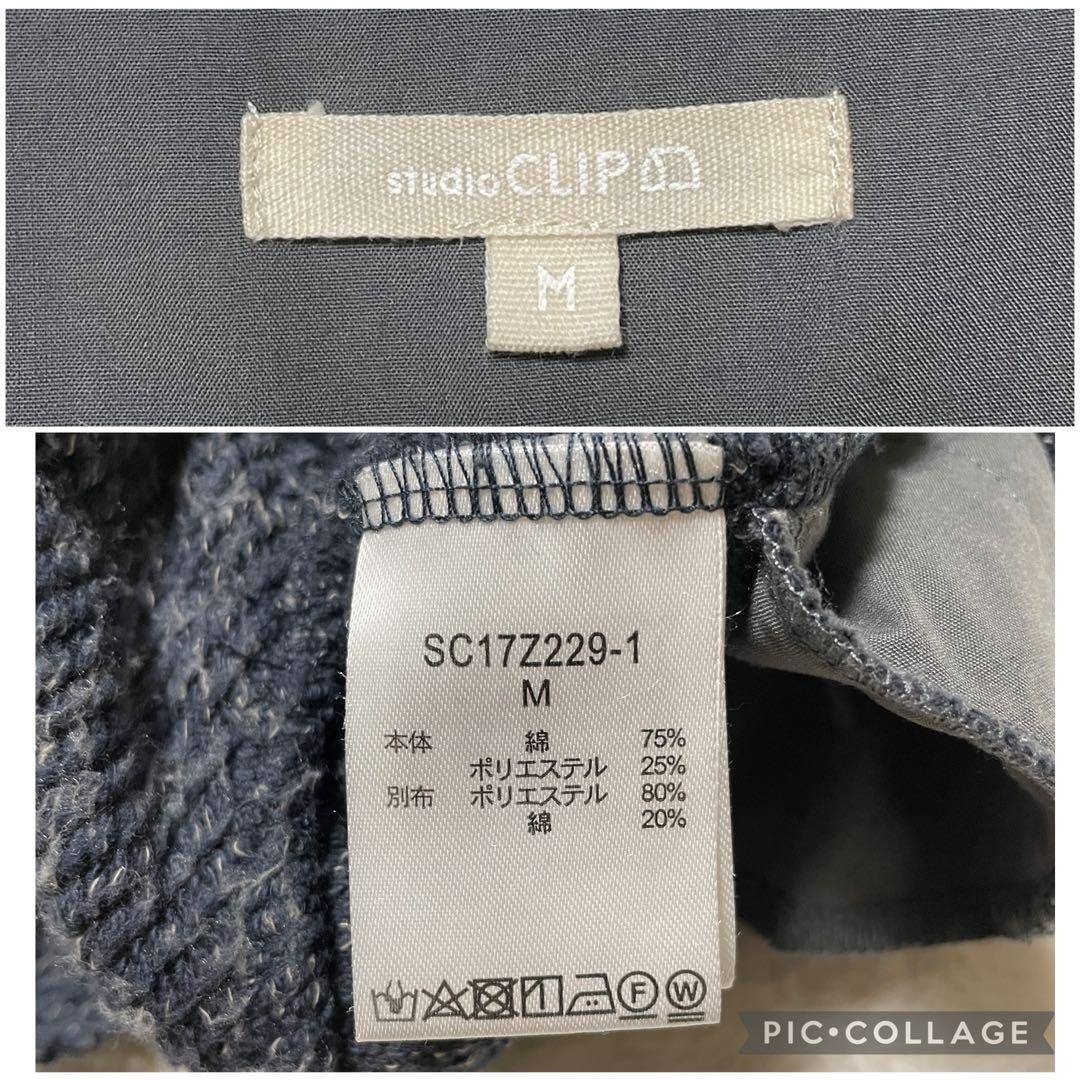 studio CLIP
M
SC17Z229-1
M
本体 綿 75%
ポリエステル 25%
別布 ポリエステル 80%
綿 20%
F W
PIC•COLLAGE